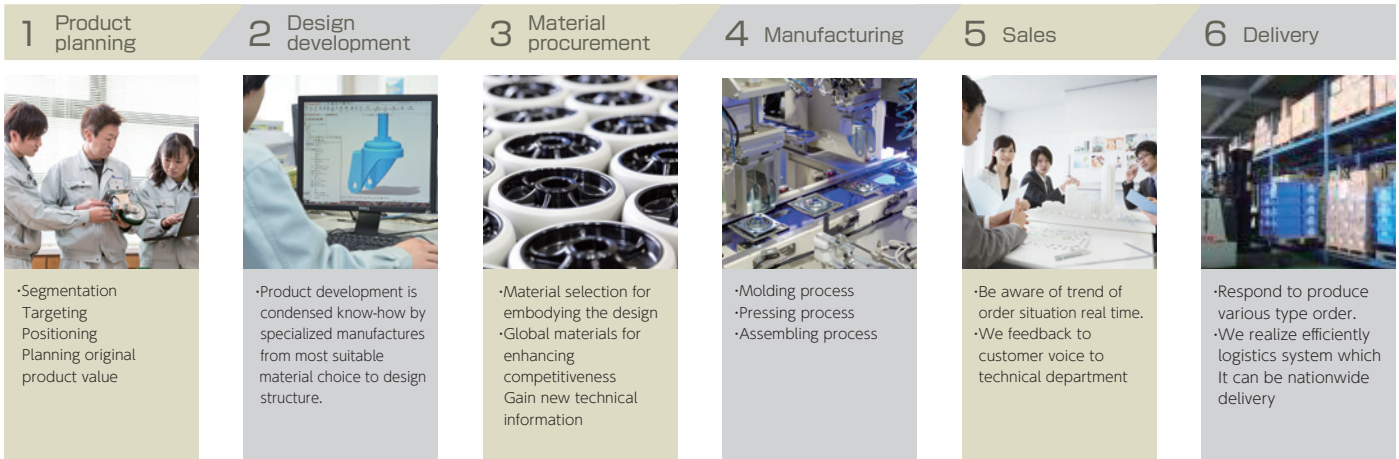 1 Product
planning
2 Design
development
3 Material
procurement
4 Manufacturing
5 Sales
6 Delivery
・Segmentation
Targeting
Positioning
Planning original
product value
・Product development is
condensed know-how by
specialized manufactures
from most suitable
material choice to design
structure.
・Material selection for
embodying the design
・Global materials for
enhancing
competitiveness
Gain new technical
information
・Molding process
・Pressing process
・Assembling process
・Be aware of trend of
order situation real time.
・We feedback to
customer voice to
technical department
・Respond to produce
various type order.
・We realize efficiently
logistics system which
It can be nationwide
delivery